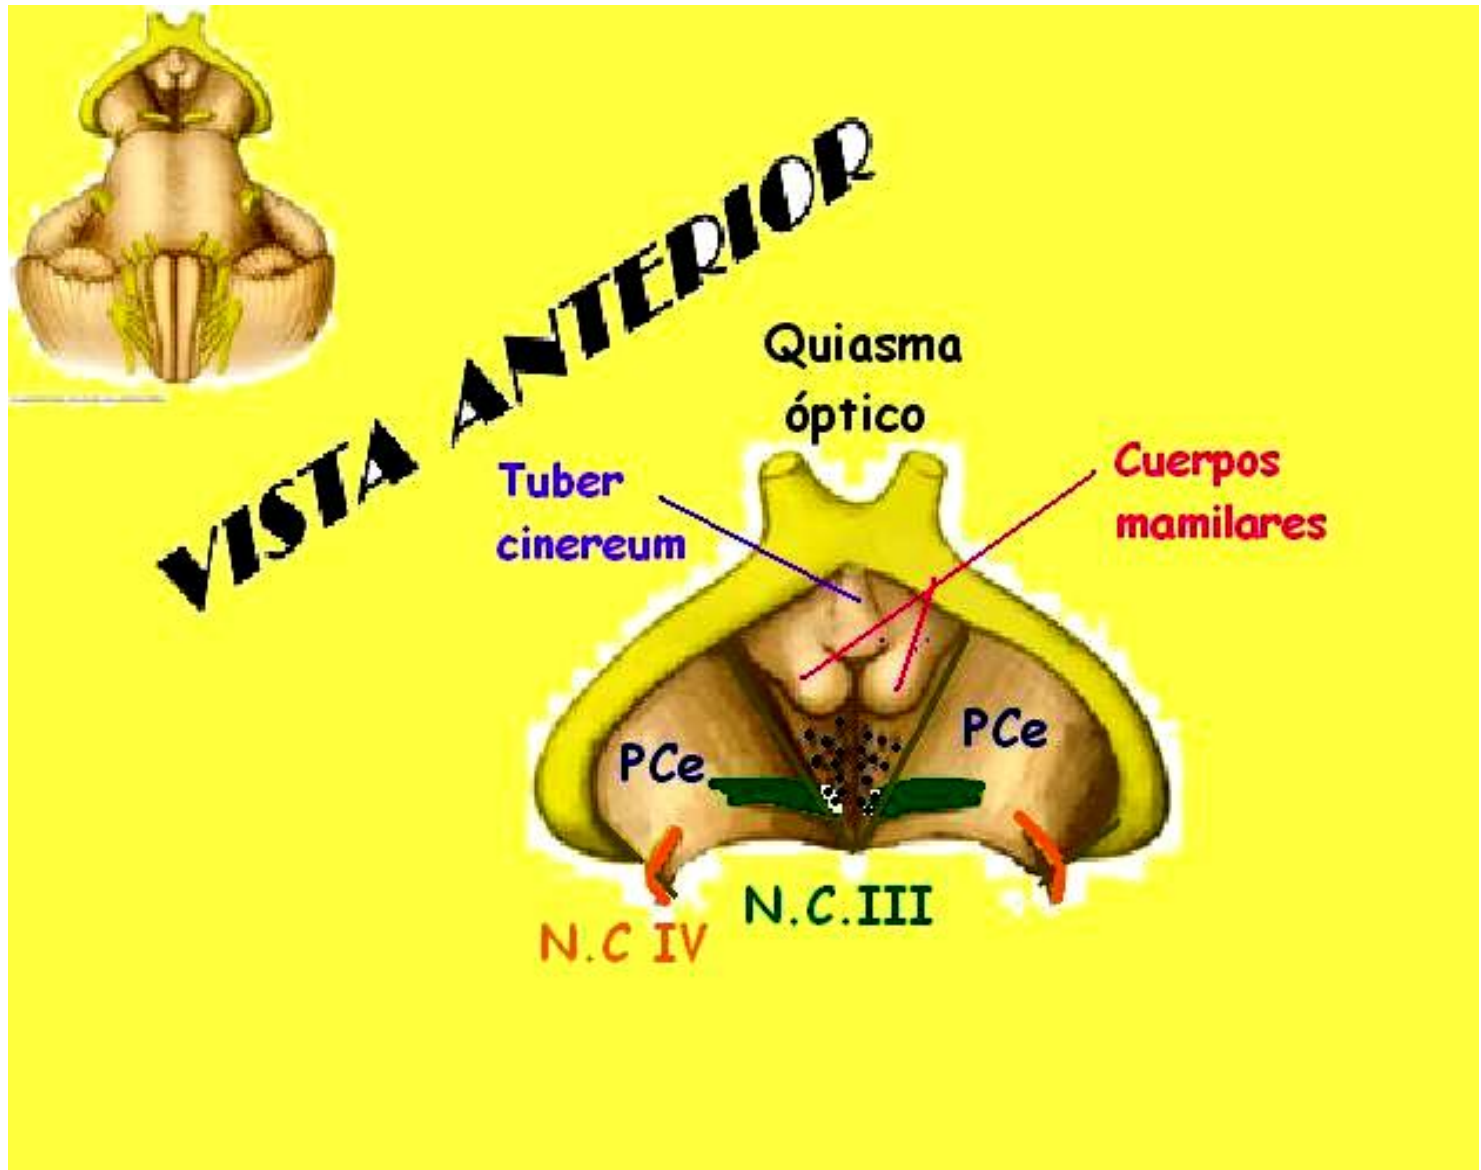 VISTA ANTERIOR
Quiasma
óptico
Tuber
cinereum
Cuerpos
mamilares
PCe
PCe
N.C.III
N.C IV